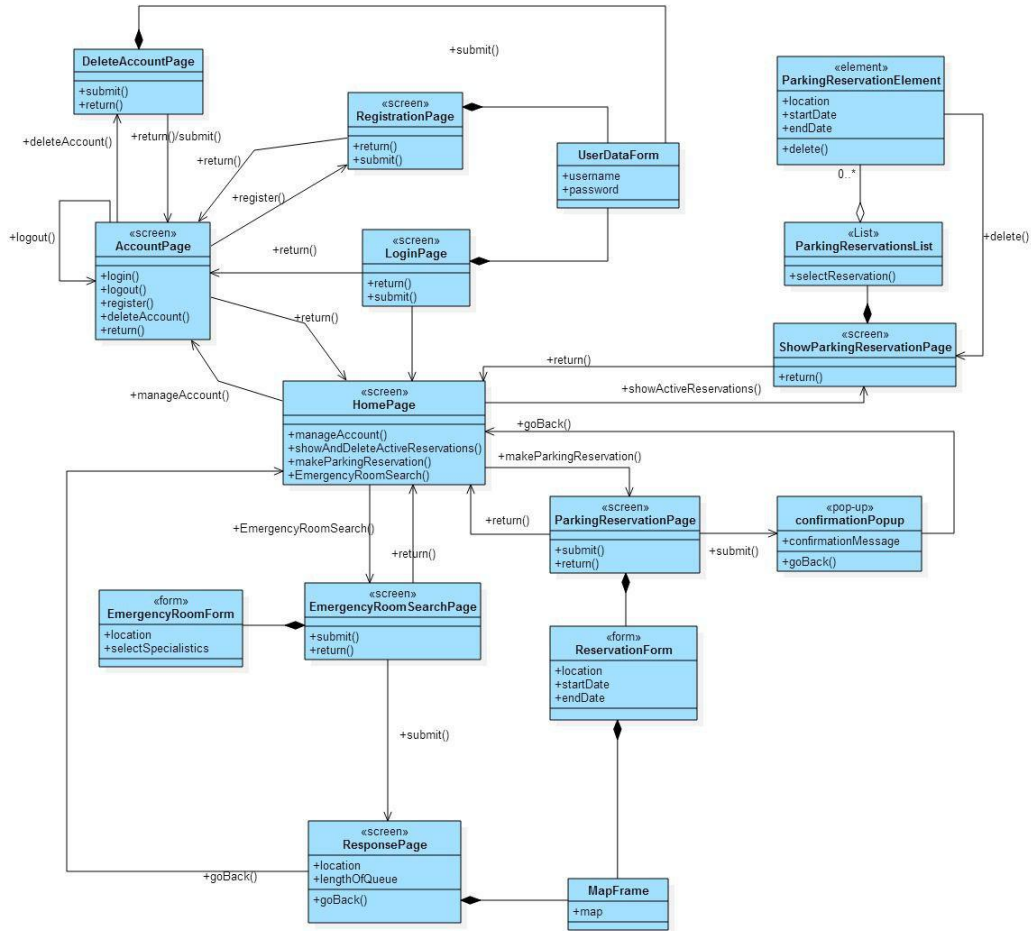 +submit()
DeleteAccountPage
+submit()
+return()
«element»
ParkingReservationElement
+location
+startDate
+endDate
+delete()
«screen»
RegistrationPage
+return()
+submit()
+deleteAccount()
+return()/submit()
+return()
UserDataForm
+username
+password
0..*
+register()
«screen»
AccountPage
+login()
+logout()
+register()
+deleteAccount()
+return()
+logout()
+return()
«screen»
LoginPage
+return()
+submit()
«List»
ParkingReservationsList
+selectReservation()
+delete()
+return()
«screen»
ShowParkingReservationPage
+return()
+return()
+showActiveReservations()
+manageAccount()
«screen»
HomePage
+manageAccount()
+showAndDeleteActiveReservations()
+makeParkingReservation()
+EmergencyRoomSearch()
+goBack()
+makeParkingReservation()
+EmergencyRoomSearch()
+return()
+return()
«screen»
ParkingReservationPage
+submit()
+return()
+submit()
«pop-up»
confirmationPopup
+confirmationMessage
+goBack()
«form»
EmergencyRoomForm
+location
+selectSpecialistics
«screen»
EmergencyRoomSearchPage
+submit()
+return()
«form»
ReservationForm
+location
+startDate
+endDate
+submit()
«screen»
ResponsePage
+location
+lengthOfQueue
+goBack()
+goBack()
MapFrame
+map